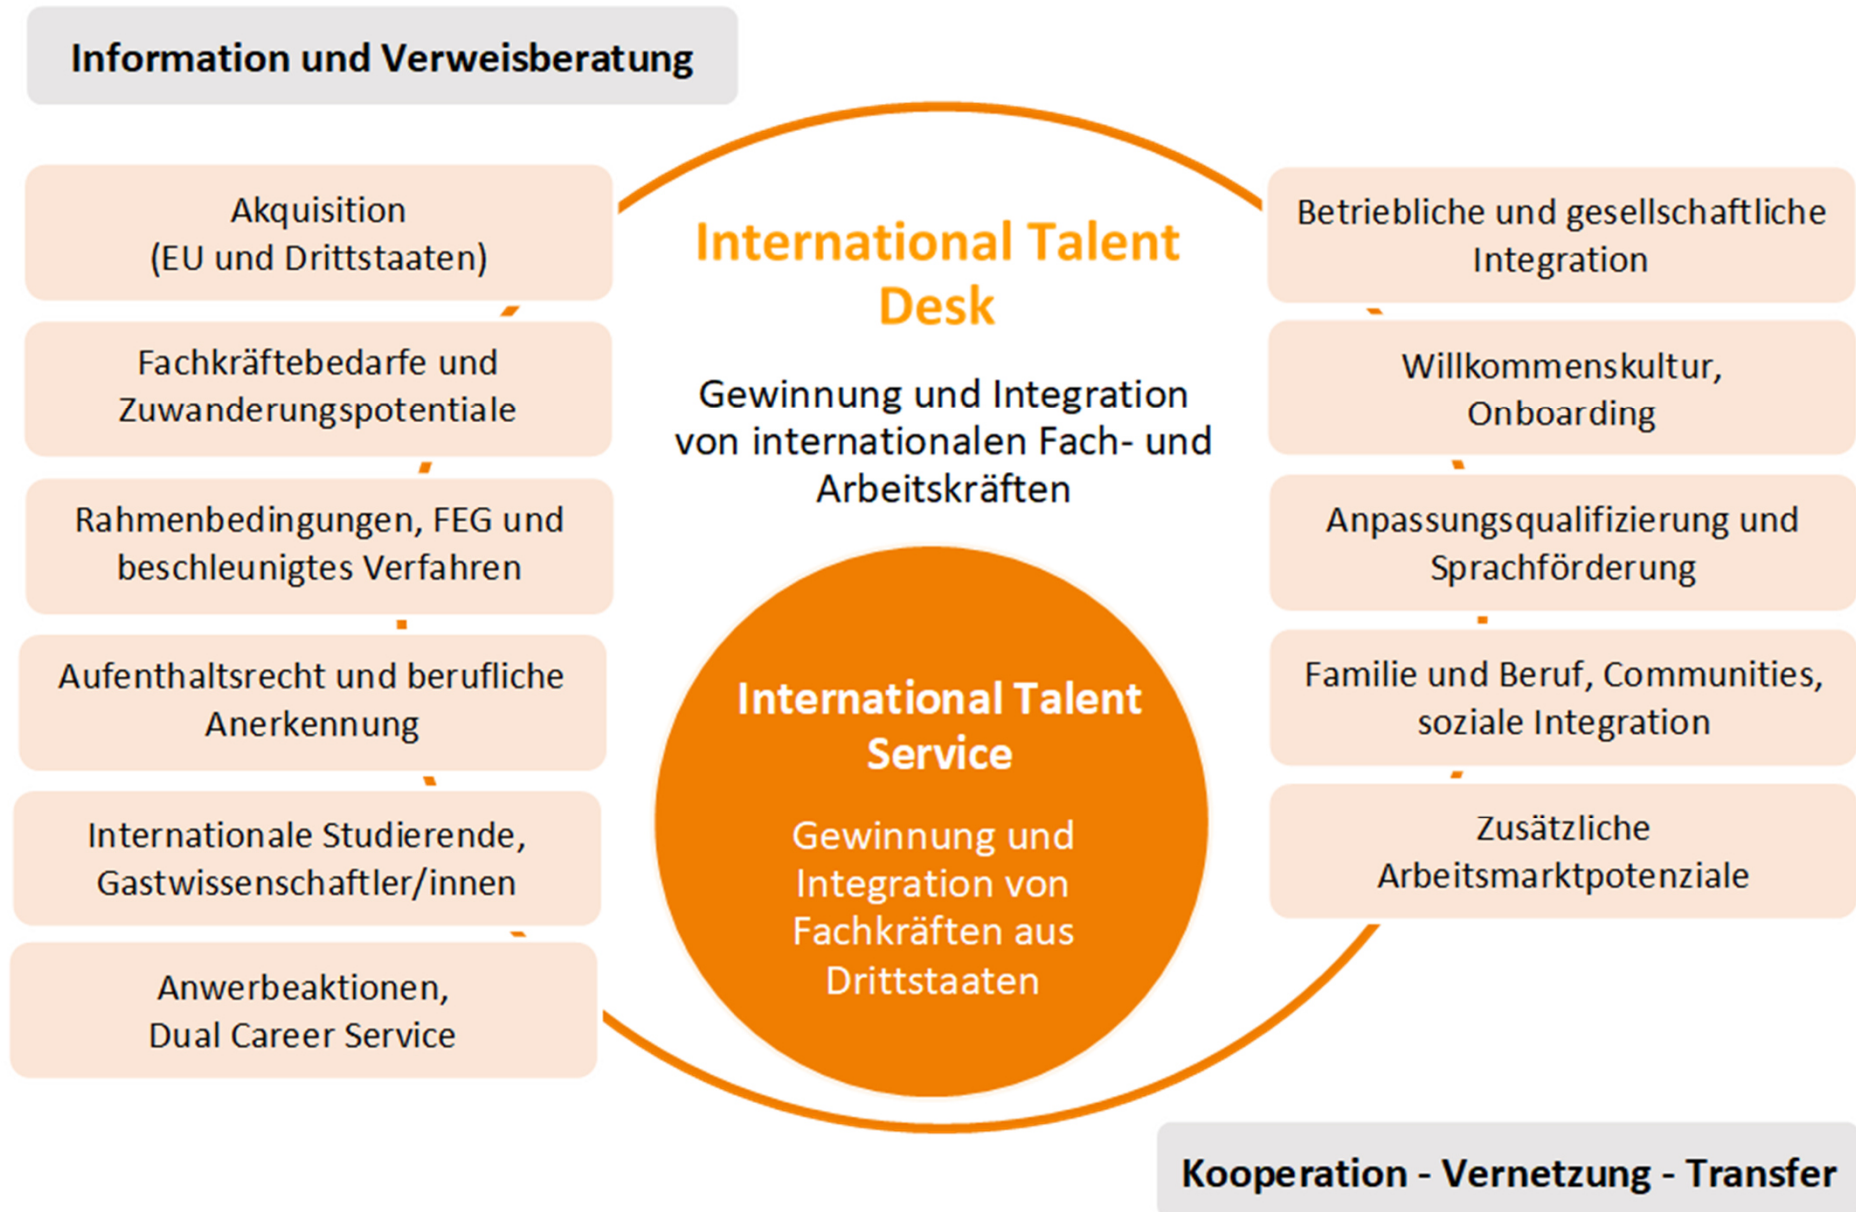 Information und Verweisberatung
Akquisition
(EU und Drittstaaten)
Fachkräftebedarfe und
Zuwanderungspotentiale
Rahmenbedingungen, FEG und
beschleunigtes Verfahren
Aufenthaltsrecht und berufliche
Anerkennung
Internationale Studierende,
Gastwissenschaftler/innen
Anwerbeaktionen,
Dual Career Service
International Talent
Desk
Gewinnung und Integration
von internationalen Fach- und
Arbeitskräften
International Talent
Service
Gewinnung und
Integration von
Fachkräften aus
Drittstaaten
Betriebliche und gesellschaftliche
Integration
Willkommenskultur,
Onboarding
Anpassungsqualifizierung und
Sprachförderung
Familie und Beruf, Communities,
soziale Integration
Zusätzliche
Arbeitsmarktpotenziale
Kooperation - Vernetzung - Transfer